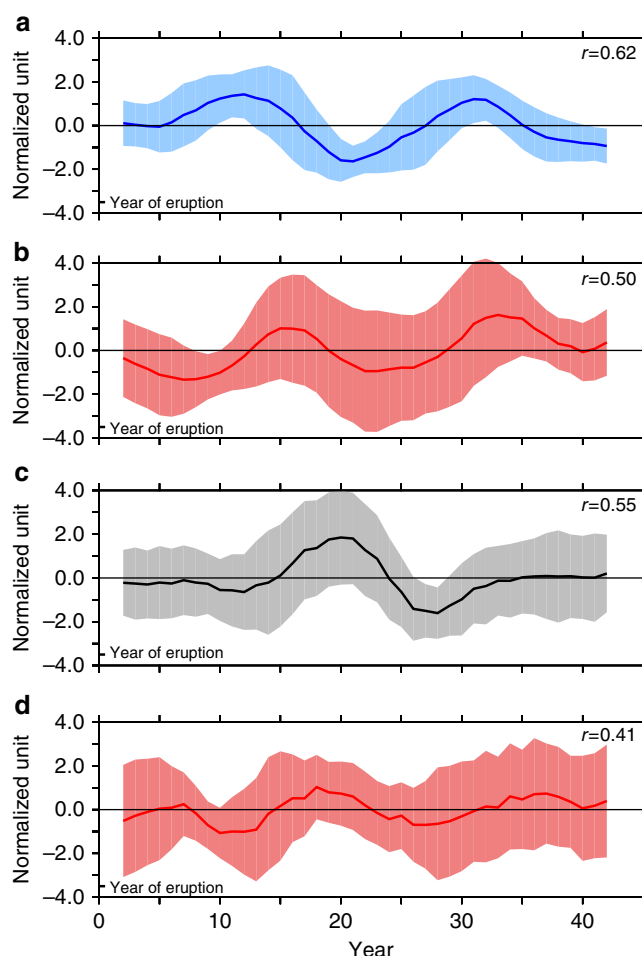 a
4.0
r=0.62
2.0
0.0
–2.0
–4.0
Normalized unit
Year of eruption
b
4.0
r=0.50
2.0
0.0
–2.0
–4.0
Normalized unit
Year of eruption
c
4.0
r=0.55
2.0
0.0
–2.0
–4.0
Normalized unit
Year of eruption
d
4.0
r=0.41
2.0
0.0
–2.0
–4.0
Normalized unit
Year of eruption
0 10 20 30 40
Year